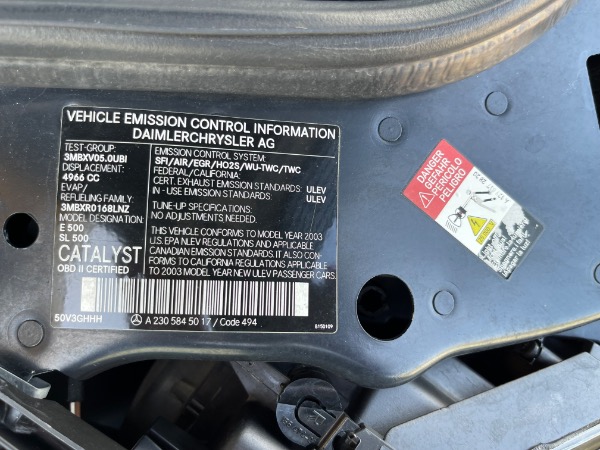 VEHICLE EMISSION CONTROL INFORMATION
DAIMLERCHRYSLER AG
TEST-GROUP:
3MBXV05.0UBI
DISPLACEMENT:
4966 CC
EVAP/
REFUELING FAMILY:
3MBXR0168LNZ
MODEL DESIGNATION:
E 500
SL 500
CATALYST
OBD II CERTIFIED
EMISSION CONTROL SYSTEM:
SFI/AIR/EGR/HO2S/WU-TWC/TWC
FEDERAL/CALIFORNIA:
CERT. EXHAUST EMISSION STANDARDS: ULEV
IN - USE EMISSION STANDARDS: ULEV
TUNE-UP SPECIFICATIONS:
NO ADJUSTMENTS NEEDED.
THIS VEHICLE CONFORMS TO MODEL YEAR 2003
U.S. EPA NLEV REGULATIONS AND APPLICABLE
CANADIAN EMISSION STANDARDS AND CON-
FORMS TO CALIFORNIA REGULATIONS APPLICABLE
TO 2003 MODEL YEAR NEW ULEV PASSENGER CARS.
50V3GHHH
A 230 584 50 17 / Code 494
DANGER
GEFAHR
PERICOLO
PELIGRO